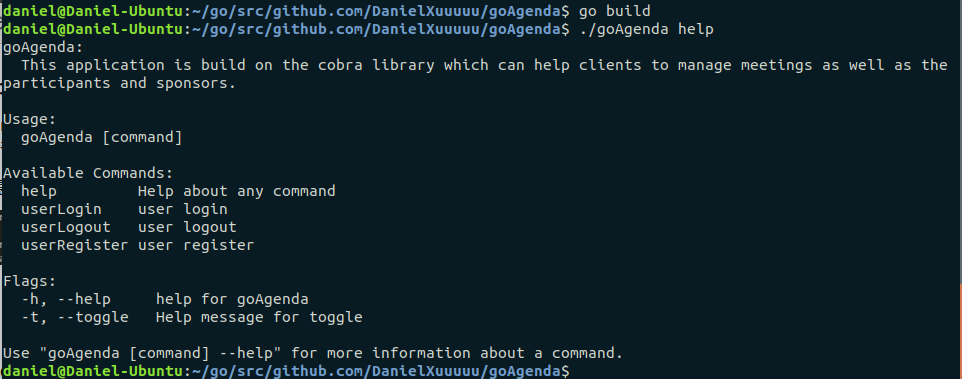 daniel@Daniel-Ubuntu:~/go/src/github.com/DanielXuuuuu/goAgenda$ go build
daniel@Daniel-Ubuntu:~/go/src/github.com/DanielXuuuuu/goAgenda$ ./goAgenda help
goAgenda:
  This application is build on the cobra library which can help clients to manage meetings as well as the
participants and sponsors.

Usage:
  goAgenda [command]

Available Commands:
  help         Help about any command
  userLogin    user login
  userLogout   user logout
  userRegister user register

Flags:
  -h, --help     help for goAgenda
  -t, --toggle   Help message for toggle

Use "goAgenda [command] --help" for more information about a command.
daniel@Daniel-Ubuntu:~/go/src/github.com/DanielXuuuuu/goAgenda$